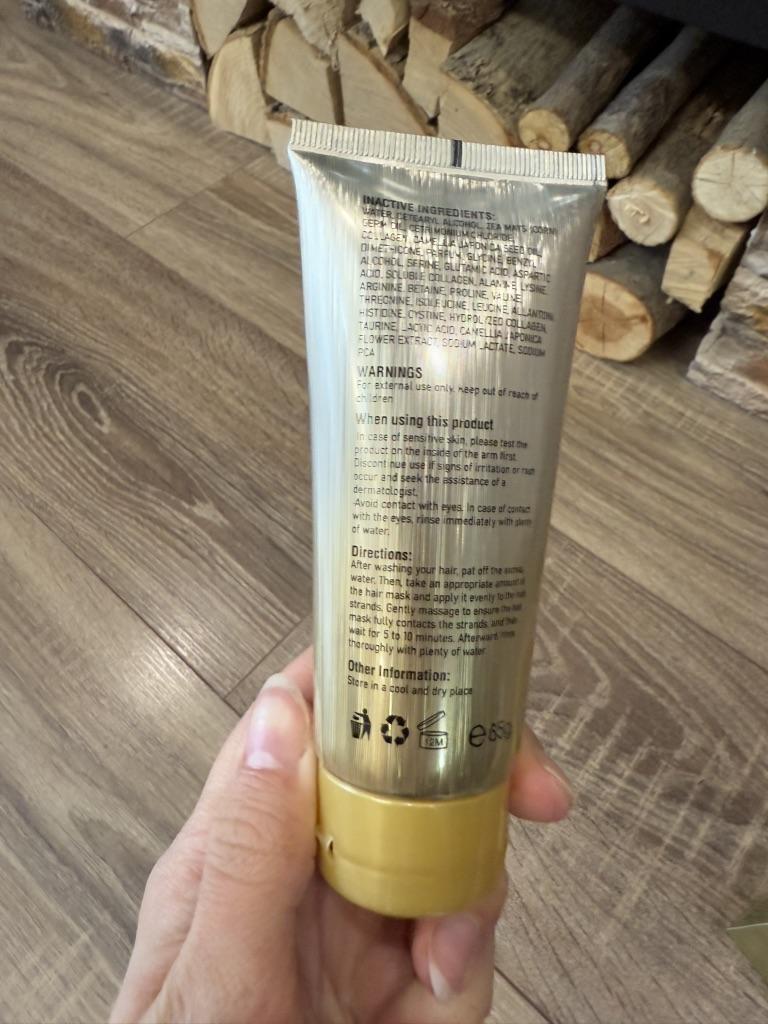 INACTIVE INGREDIENTS:
WATER, CETEARYL ALCOHOL, ZEA MAYS (CORN)
GERM OIL, CETRIMONIUM CHLORIDE,
COLLAGEN, CAMELLIA JAPONICA SEED OIL,
DIMETHICONE, PARFUM, GLYCINE, BENZYL
ALCOHOL, SERINE, GLUTAMIC ACID, ASPARTIC
ACID, SOLUBLE COLLAGEN, ALANINE, LYSINE,
ARGININE, BETAINE, PROLINE, VALINE,
THREONINE, ISOLEUCINE, LEUCINE, ALLANTOIN,
HISTIDINE, CYSTINE, HYDROLYZED COLLAGEN,
TAURINE, LACTIC ACID, CAMELLIA JAPONICA
FLOWER EXTRACT, SODIUM LACTATE, SODIUM
PCA
WARNINGS
For external use only. Keep out of reach of
children
When using this product
In case of sensitive skin, please test the
product on the inside of the arm first.
Discontinue use if signs of irritation or rash
occur and seek the assistance of a
dermatologist.
-Avoid contact with eyes. In case of contact
with the eyes, rinse immediately with plenty
of water.
Directions:
After washing your hair, pat off the excess
water. Then, take an appropriate amount of
the hair mask and apply it evenly to the hair
strands. Gently massage to ensure the hair
mask fully contacts the strands, and then
wait for 5 to 10 minutes. Afterward, rinse
thoroughly with plenty of water.
Other Information:
Store in a cool and dry place
12M
e65g